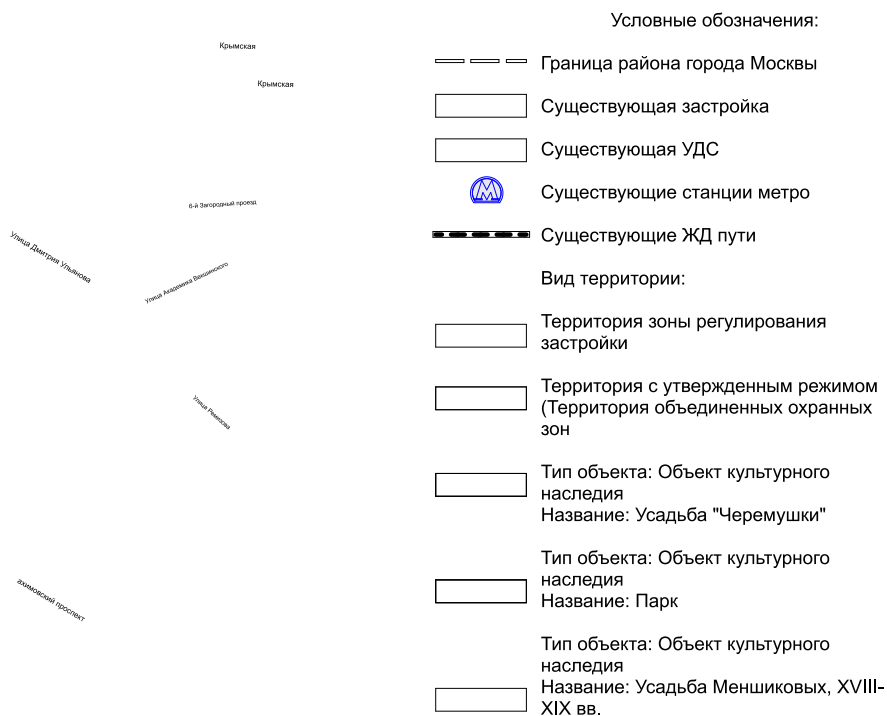 Крымская
Крымская
6-й Загородный проезд
Улица Дмитрия Ульянова
Улица Академика Векшинского
Улица Ремизова
ахимовский проспект
Условные обозначения:
Граница района города Москвы
Существующая застройка
Существующая УДС
Существующие станции метро
Существующие ЖД пути
Вид территории:
Территория зоны регулирования
застройки
Территория с утвержденным режимом
(Территория объединенных охранных
зон
Тип объекта: Объект культурного
наследия
Название: Усадьба "Черемушки"
Тип объекта: Объект культурного
наследия
Название: Парк
Тип объекта: Объект культурного
наследия
Название: Усадьба Меншиковых, XVIII-
XIX вв.